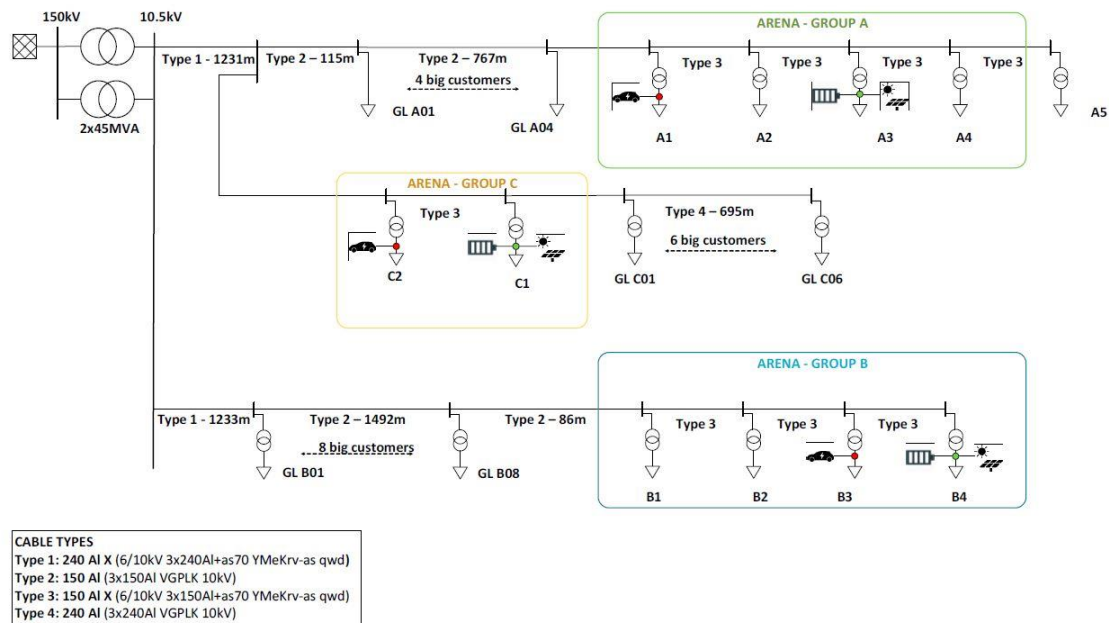 150kV
10.5kV
2x45MVA
Type 1 - 1231m
Type 2 – 115m
Type 2 – 767m
4 big customers
GL A01
GL A04
ARENA - GROUP A
Type 3
Type 3
Type 3
Type 3
A1
A2
A3
A4
A5
ARENA - GROUP C
Type 3
C2
C1
Type 4 – 695m
6 big customers
GL C01
GL C06
ARENA - GROUP B
Type 1 - 1233m
Type 2 – 1492m
8 big customers
Type 2 – 86m
GL B01
GL B08
Type 3
Type 3
Type 3
B1
B2
B3
B4
CABLE TYPES
Type 1: 240 Al X (6/10kV 3x240Al+as70 YMeKrv-as qwd)
Type 2: 150 Al (3x150Al VGPLK 10kV)
Type 3: 150 Al X (6/10kV 3x150Al+as70 YMeKrv-as qwd)
Type 4: 240 Al (3x240Al VGPLK 10kV)